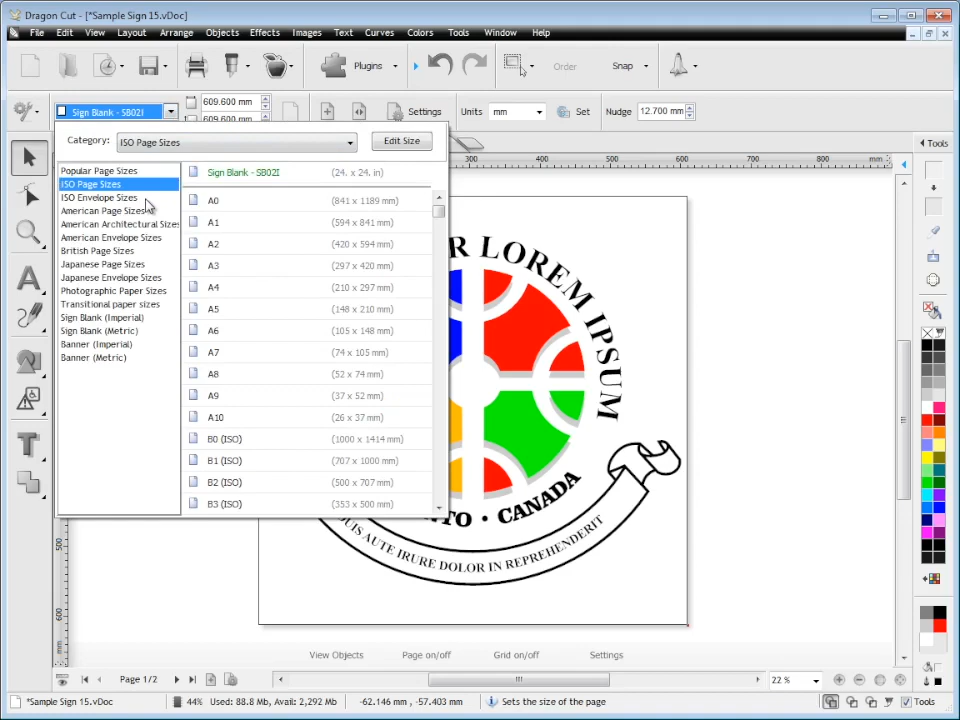 Dragon Cut - [*Sample Sign 15.vDoc]
File Edit View Layout Arrange Objects Effects Images Text Curves Colors Tools Window Help
Plugins Order Snap
Sign Blank - SB02I 609.600 mm
609.600 mm Settings Units mm Set Nudge 12.700 mm
Category: ISO Page Sizes Edit Size
Tools
300 400 500 600 700 800 mm
Popular Page Sizes
ISO Page Sizes
ISO Envelope Sizes
American Page Sizes
American Architectural Sizes
American Envelope Sizes
British Page Sizes
Japanese Page Sizes
Japanese Envelope Sizes
Photographic Paper Sizes
Transitional paper sizes
Sign Blank (Imperial)
Sign Blank (Metric)
Banner (Imperial)
Banner (Metric)
Sign Blank - SB02I (24. x 24. in)
A0 (841 x 1189 mm)
A1 (594 x 841 mm)
A2 (420 x 594 mm)
A3 (297 x 420 mm)
A4 (210 x 297 mm)
A5 (148 x 210 mm)
A6 (105 x 148 mm)
A7 (74 x 105 mm)
A8 (52 x 74 mm)
A9 (37 x 52 mm)
A10 (26 x 37 mm)
B0 (ISO) (1000 x 1414 mm)
B1 (ISO) (707 x 1000 mm)
B2 (ISO) (500 x 707 mm)
B3 (ISO) (353 x 500 mm)
R LOREM IPSUM
TO • CANADA
UIS AUTE IRURE DOLOR IN REPREHENDERIT
500
600
mm
View Objects Page on/off Grid on/off Settings
Page 1/2 22 %
*Sample Sign 15.vDoc 44% Used: 88.8 Mb, Avail: 2,292 Mb -62.146 mm , -57.403 mm Sets the size of the page Tools